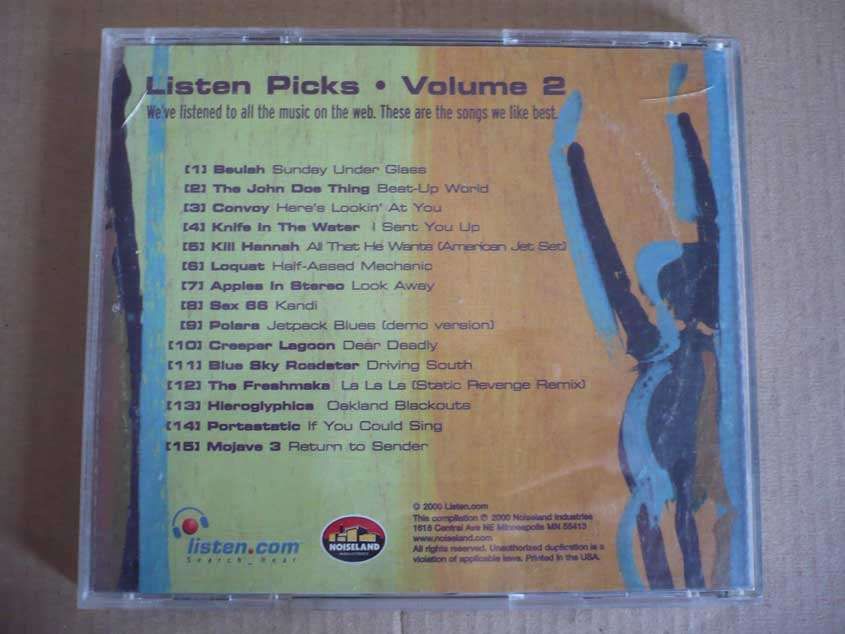 Listen Picks • Volume 2
We've listened to all the music on the web. These are the songs we like best.
[1] Beulah Sunday Under Glass
[2] The John Doe Thing Beat-Up World
[3] Convoy Here's Lookin' At You
[4] Knife In The Water I Sent You Up
[5] Kill Hannah All That He Wants (American Jet Set)
[6] Loquat Half-Assed Mechanic
[7] Apples In Stereo Look Away
[8] Sex 66 Kandi
[9] Polara Jetpack Blues (demo version)
[10] Creeper Lagoon Dear Deadly
[11] Blue Sky Roadster Driving South
[12] The Freshmaka La La La (Static Revenge Remix)
[13] Hieroglyphics Oakland Blackouts
[14] Portastatic If You Could Sing
[15] Mojave 3 Return to Sender
listen.com
Search_Hear
NOISELAND
INDUSTRIES
© 2000 Listen.com
This compilation ℗ 2000 Noiseland Industries
1616 Central Ave NE Minneapolis MN 55413
www.noiseland.com
All rights reserved. Unauthorized duplication is a
violation of applicable laws. Printed in the USA.